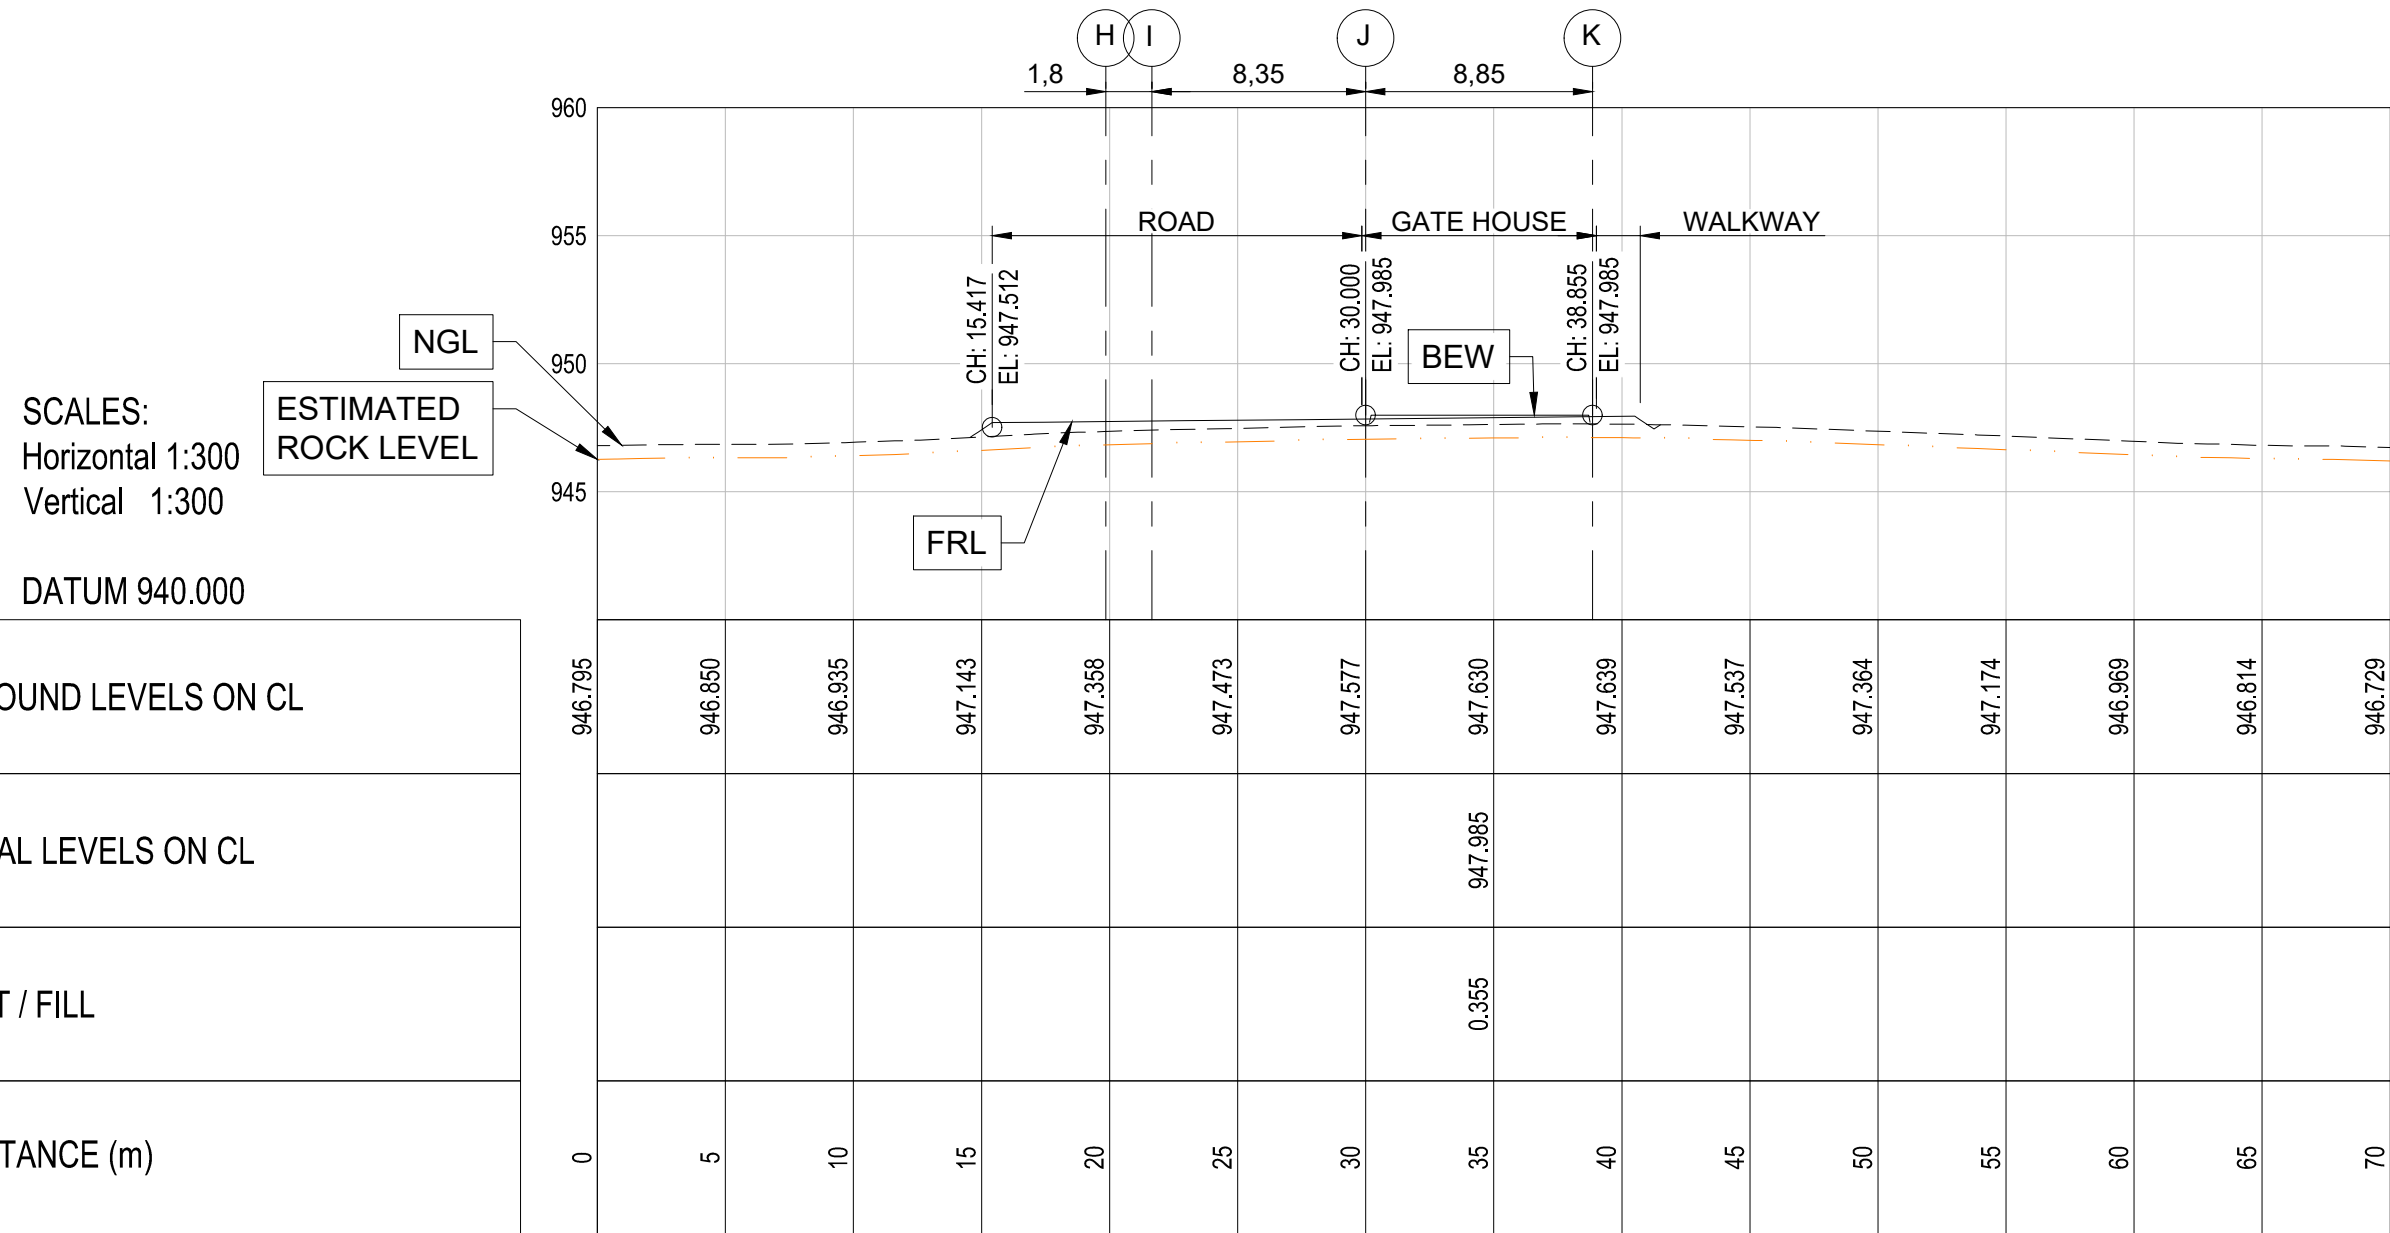 H I J K
1,8 8,35 8,85
960
955
950
945
ROAD GATE HOUSE WALKWAY
CH: 15.417
EL: 947.512
CH: 30.000
EL: 947.985
CH: 38.855
EL: 947.985
NGL
ESTIMATED
ROCK LEVEL
BEW
FRL
SCALES:
Horizontal 1:300
Vertical 1:300
DATUM 940.000
OUND LEVELS ON CL
946.795 946.850 946.935 947.143 947.358 947.473 947.577 947.630 947.639 947.537 947.364 947.174 946.969 946.814 946.729
AL LEVELS ON CL
947.985
T / FILL
0.355
TANCE (m)
0 5 10 15 20 25 30 35 40 45 50 55 60 65 70